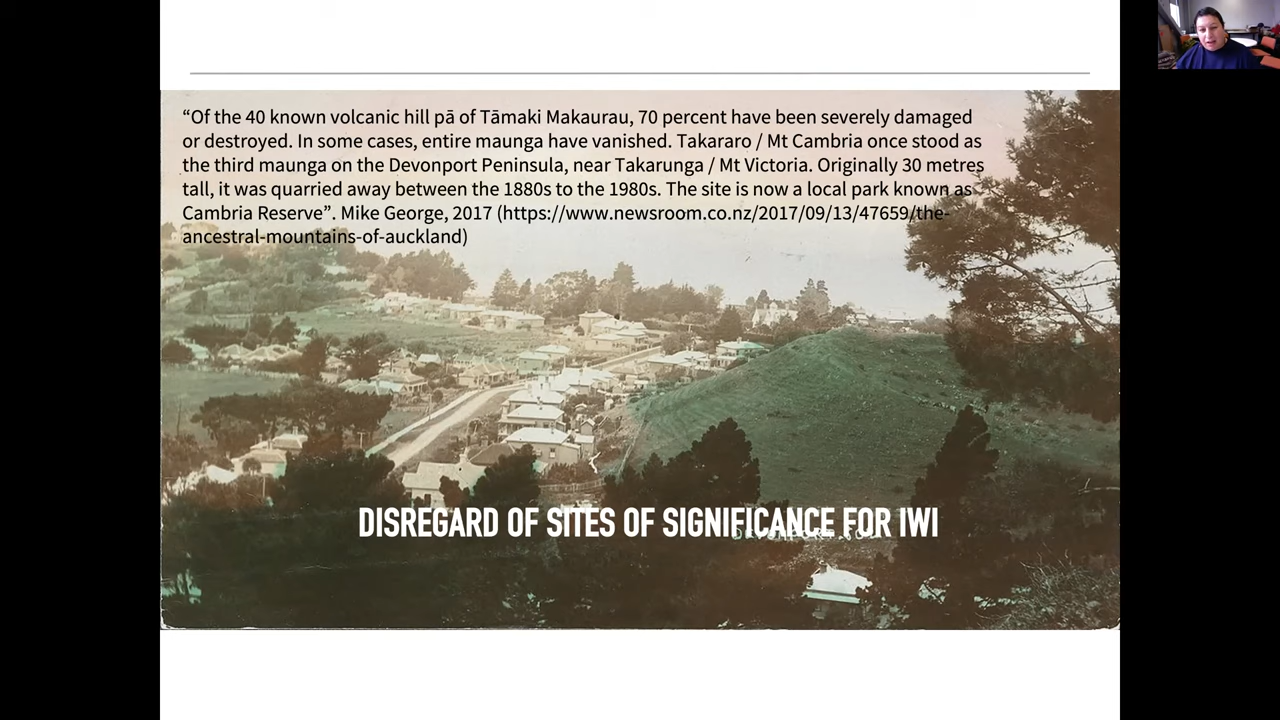 “Of the 40 known volcanic hill pā of Tāmaki Makaurau, 70 percent have been severely damaged
or destroyed. In some cases, entire maunga have vanished. Takararo / Mt Cambria once stood as
the third maunga on the Devonport Peninsula, near Takarunga / Mt Victoria. Originally 30 metres
tall, it was quarried away between the 1880s to the 1980s. The site is now a local park known as
Cambria Reserve”. Mike George, 2017 (https://www.newsroom.co.nz/2017/09/13/47659/the-
ancestral-mountains-of-auckland)
DISREGARD OF SITES OF SIGNIFICANCE FOR IWI